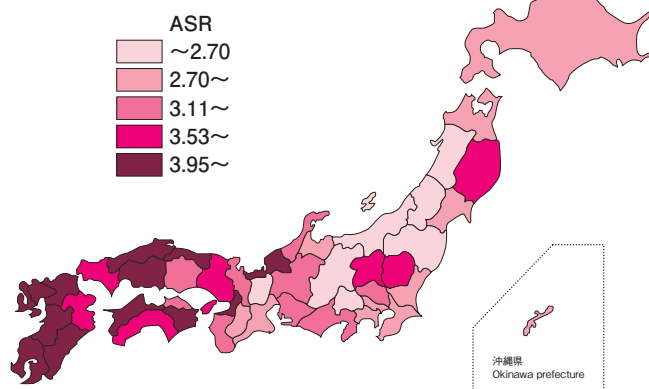 ASR
～2.70
2.70～
3.11～
3.53～
3.95～
沖縄県
Okinawa prefecture